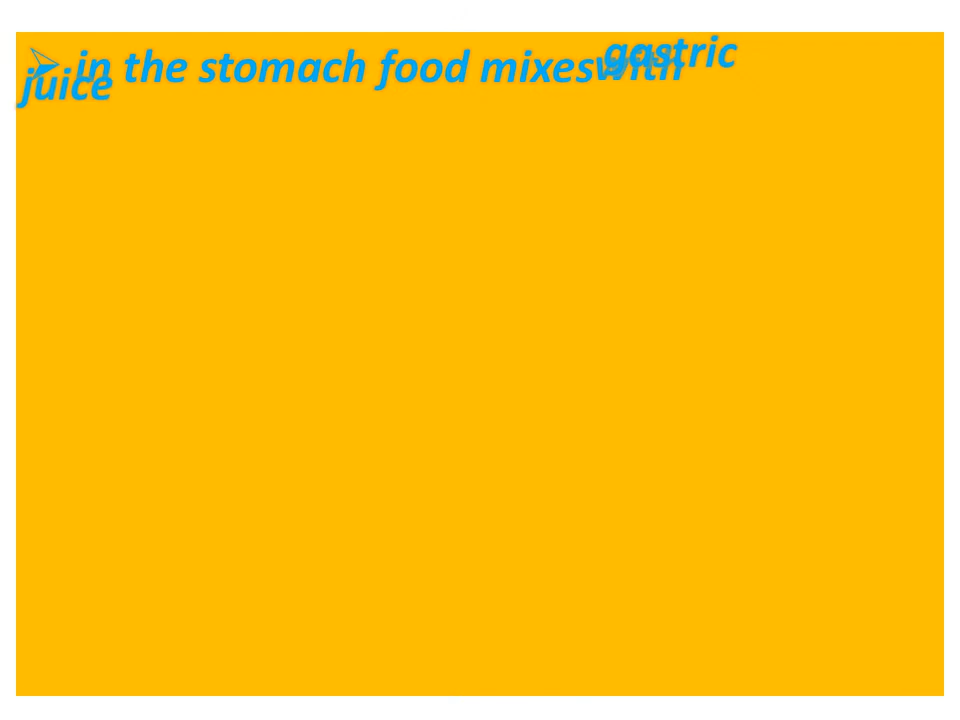 ➢ in the stomach food mixes with gastric
juice